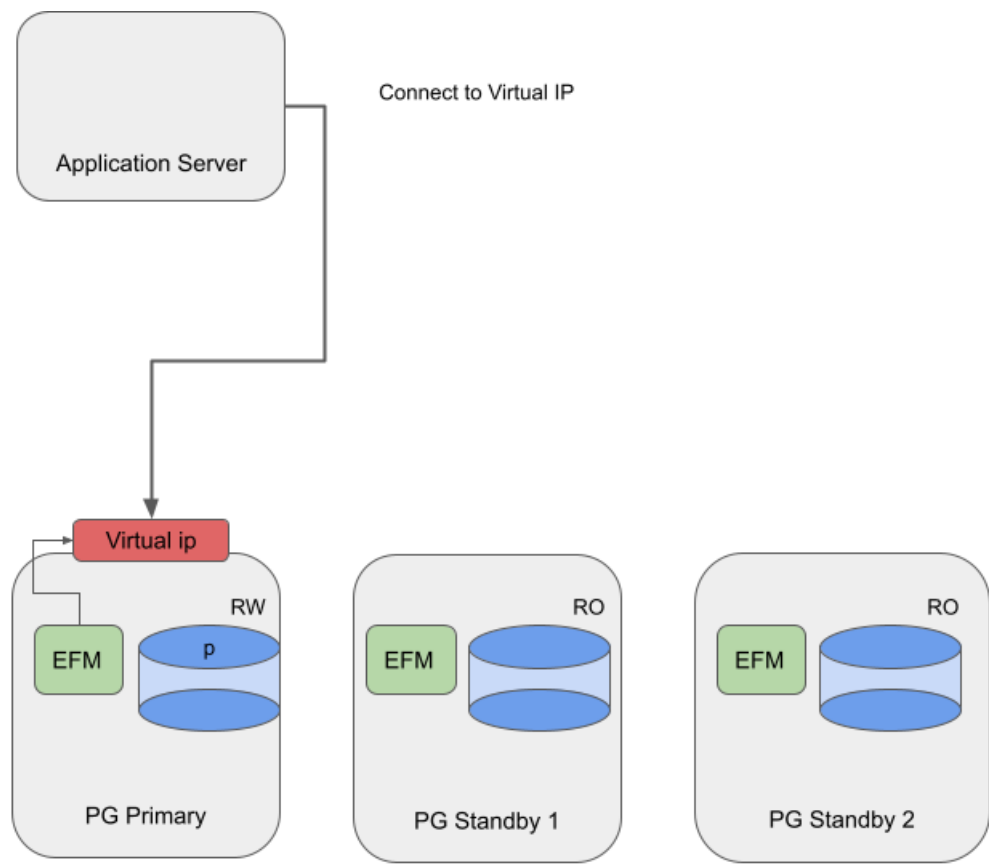 Connect to Virtual IP
Application Server
Virtual ip
RW
p
EFM
PG Primary
RO
EFM
PG Standby 1
RO
EFM
PG Standby 2